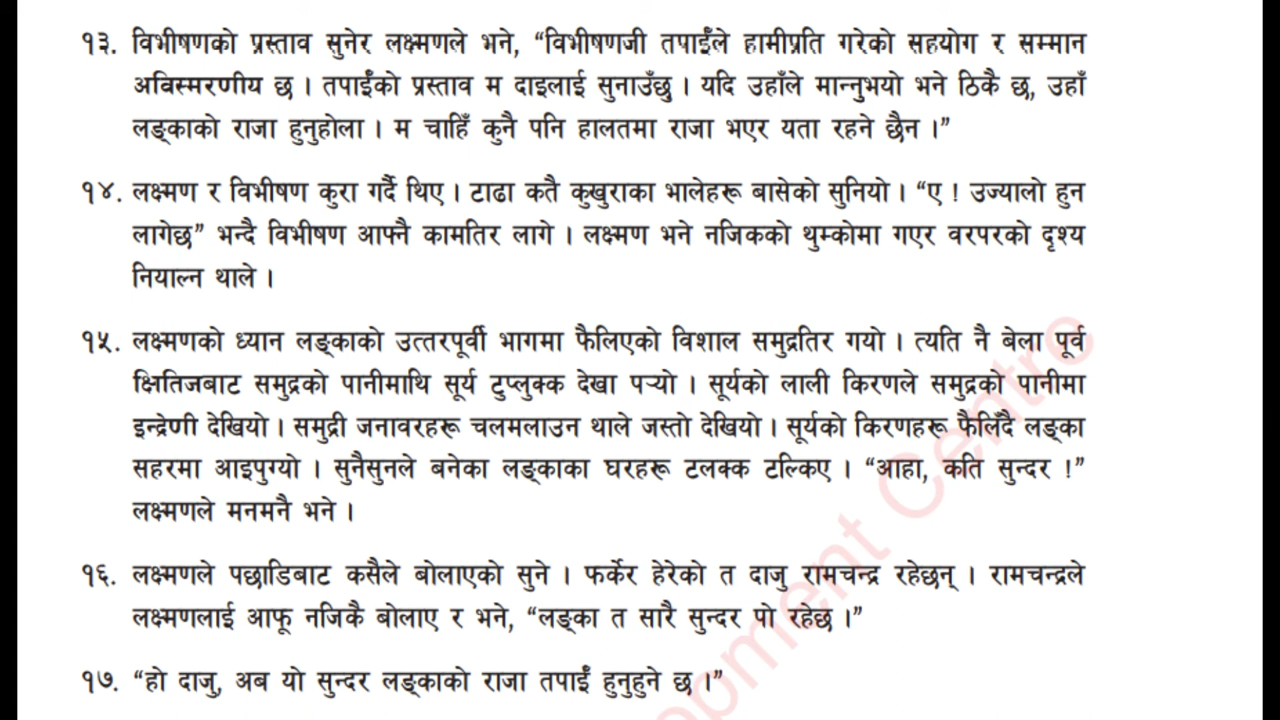 १३. विभीषणको प्रस्ताव सुनेर लक्ष्मणले भने, “विभीषणजी तपाईँले हामीप्रति गरेको सहयोग र सम्मान
अविस्मरणीय छ । तपाईँको प्रस्ताव म दाइलाई सुनाउँछु । यदि उहाँले मान्नुभयो भने ठिकै छ, उहाँ
लङ्काको राजा हुनुहोला । म चाहिँ कुनै पनि हालतमा राजा भएर यता रहने छैन ।”
१४. लक्ष्मण र विभीषण कुरा गर्दै थिए । टाढा कतै कुखुराका भालेहरू बासेको सुनियो । “ए ! उज्यालो हुन
लागेछ” भन्दै विभीषण आफ्नै कामतिर लागे । लक्ष्मण भने नजिकको थुम्कोमा गएर वरपरको दृश्य
नियाल्न थाले ।
१५. लक्ष्मणको ध्यान लङ्काको उत्तरपूर्वी भागमा फैलिएको विशाल समुद्रतिर गयो । त्यति नै बेला पूर्व
क्षितिजबाट समुद्रको पानीमाथि सूर्य टुप्लुक्क देखा पऱ्यो । सूर्यको लाली किरणले समुद्रको पानीमा
इन्द्रेणी देखियो । समुद्री जनावरहरू चलमलाउन थाले जस्तो देखियो । सूर्यको किरणहरू फैलिँदै लङ्का
सहरमा आइपुग्यो । सुनैसुनले बनेका लङ्काका घरहरू टलक्क टल्किए । “आहा, कति सुन्दर !”
लक्ष्मणले मनमनै भने ।
१६. लक्ष्मणले पछाडिबाट कसैले बोलाएको सुने । फर्केर हेरेको त दाजु रामचन्द्र रहेछन् । रामचन्द्रले
लक्ष्मणलाई आफू नजिकै बोलाए र भने, “लङ्का त सारै सुन्दर पो रहेछ ।”
१७. “हो दाजु, अब यो सुन्दर लङ्काको राजा तपाईँ हुनुहुने छ ।”
opment Centre